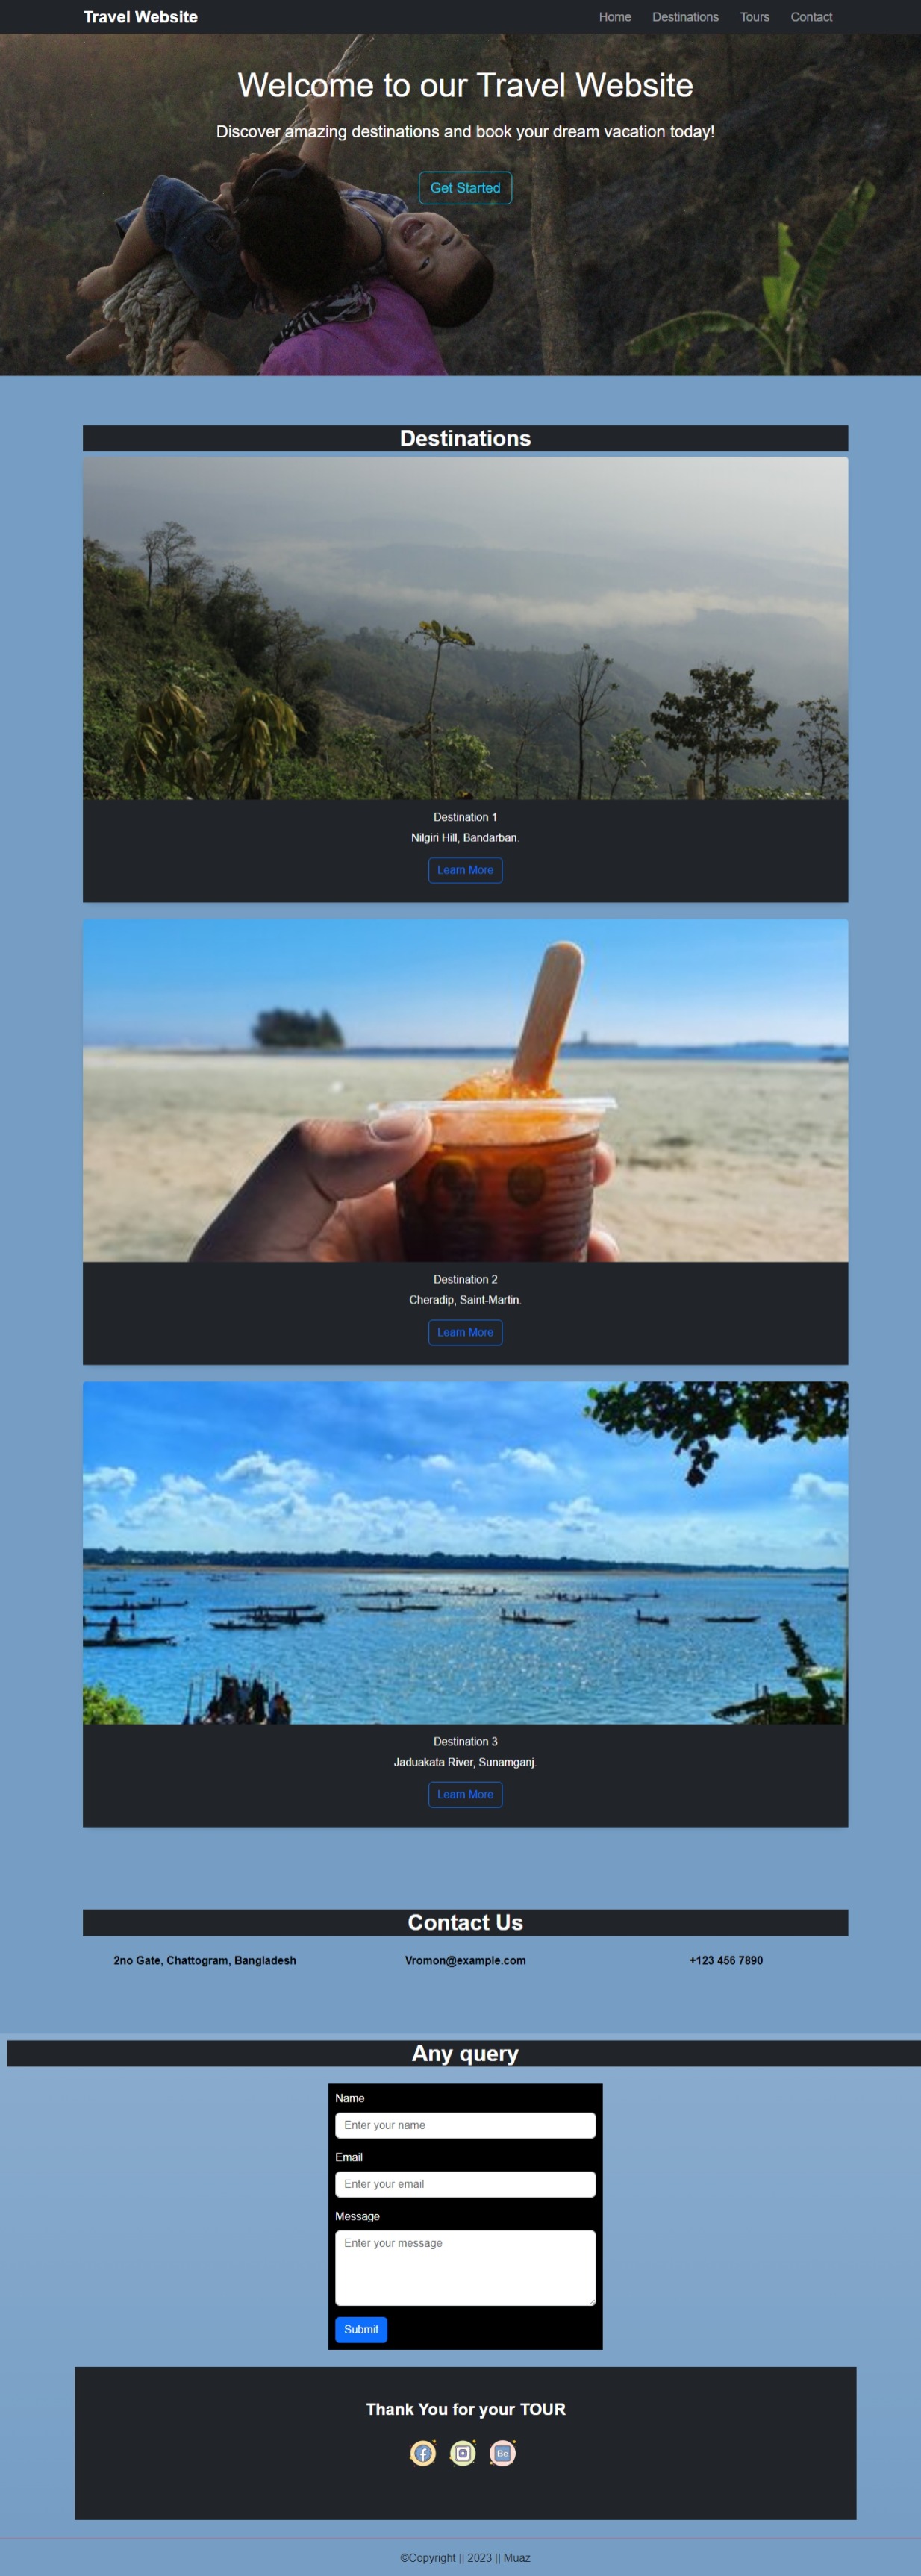 Travel Website
Home Destinations Tours Contact
Welcome to our Travel Website
Discover amazing destinations and book your dream vacation today!
Get Started
Destinations
Destination 1
Nilgiri Hill, Bandarban.
Learn More
Destination 2
Cheradip, Saint-Martin.
Learn More
Destination 3
Jaduakata River, Sunamganj.
Learn More
Contact Us
2no Gate, Chattogram, Bangladesh
Vromon@example.com
+123 456 7890
Any query
Name
Enter your name
Email
Enter your email
Message
Enter your message
Submit
Thank You for your TOUR
f
Be
©Copyright || 2023 || Muaz